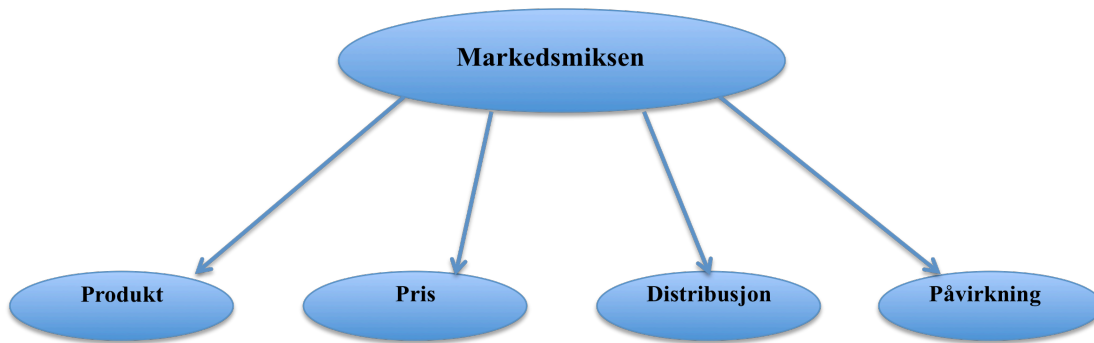 Markedsmiksen
Produkt
Pris
Distribusjon
Påvirkning